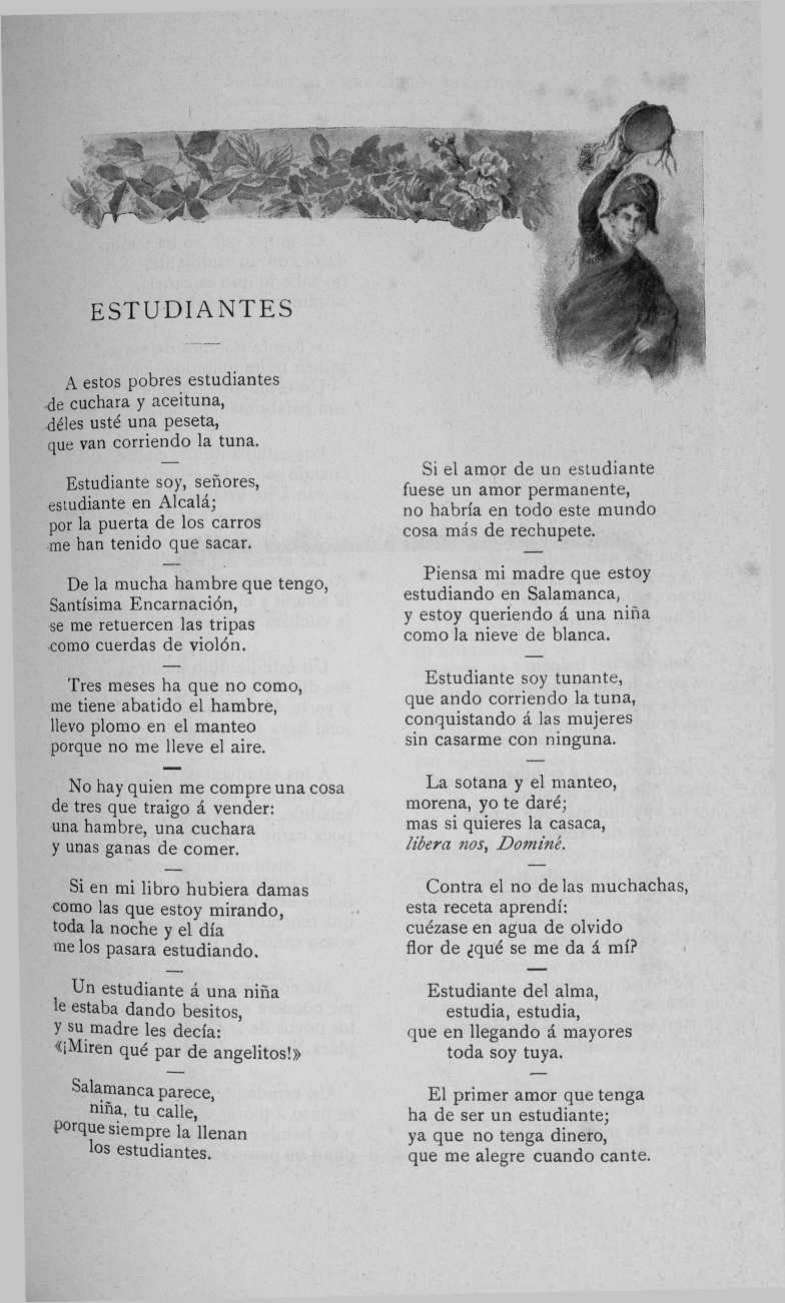 ESTUDIANTES
A estos pobres estudiantes
de cuchara y aceituna,
déles usté una peseta,
que van corriendo la tuna.
Estudiante soy, señores,
estudiante en Alcalá;
por la puerta de los carros
me han tenido que sacar.
De la mucha hambre que tengo,
Santísima Encarnación,
se me retuercen las tripas
como cuerdas de violón.
Tres meses ha que no como,
me tiene abatido el hambre,
llevo plomo en el manteo
porque no me lleve el aire.
No hay quien me compre una cosa
de tres que traigo á vender:
una hambre, una cuchara
y unas ganas de comer.
Si en mi libro hubiera damas
como las que estoy mirando,
toda la noche y el día
me los pasara estudiando.
Un estudiante á una niña
le estaba dando besitos,
y su madre les decía:
«¡Miren qué par de angelitos!»
Salamanca parece,
niña, tu calle,
porque siempre la llenan
los estudiantes.
Si el amor de un estudiante
fuese un amor permanente,
no habría en todo este mundo
cosa más de rechupete.
Piensa mi madre que estoy
estudiando en Salamanca,
y estoy queriendo á una niña
como la nieve de blanca.
Estudiante soy tunante,
que ando corriendo la tuna,
conquistando á las mujeres
sin casarme con ninguna.
La sotana y el manteo,
morena, yo te daré;
mas si quieres la casaca,
libera nos, Dominé.
Contra el no de las muchachas,
esta receta aprendí:
cuézase en agua de olvido
flor de ¿qué se me da á mí?
Estudiante del alma,
estudia, estudia,
que en llegando á mayores
toda soy tuya.
El primer amor que tenga
ha de ser un estudiante;
ya que no tenga dinero,
que me alegre cuando cante.